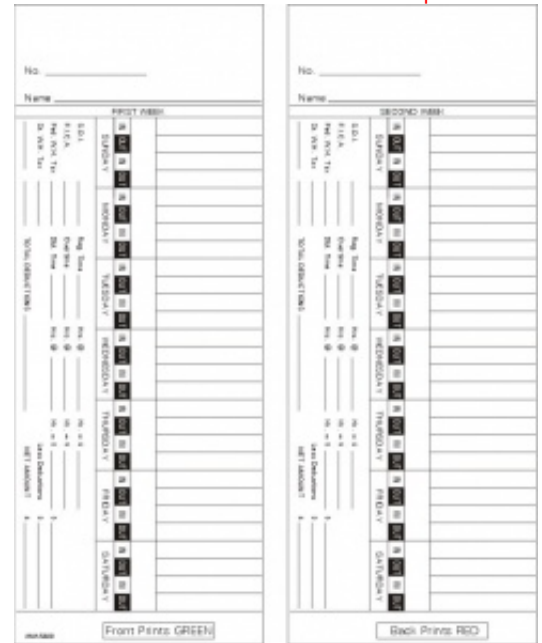 No.
Name
FIRST WEEK
S.D.I.
F.I.C.A.
Fed. W.H. Tax
St. W.H. Tax
TOTAL DEDUCTIONS
Reg. Time
Overtime
Hrs. @
Hrs. @
Less Deductions
NET AMOUNT
SUNDAY
IN
OUT
IN
OUT
MONDAY
IN
OUT
IN
OUT
TUESDAY
IN
OUT
IN
OUT
WEDNESDAY
IN
OUT
IN
OUT
THURSDAY
IN
OUT
IN
OUT
FRIDAY
IN
OUT
IN
OUT
SATURDAY
IN
OUT
IN
OUT
Front Prints GREEN
No.
Name
SECOND WEEK
S.D.I.
F.I.C.A.
Fed. W.H. Tax
St. W.H. Tax
TOTAL DEDUCTIONS
Reg. Time
Overtime
Hrs. @
Hrs. @
Less Deductions
NET AMOUNT
SUNDAY
IN
OUT
IN
OUT
MONDAY
IN
OUT
IN
OUT
TUESDAY
IN
OUT
IN
OUT
WEDNESDAY
IN
OUT
IN
OUT
THURSDAY
IN
OUT
IN
OUT
FRIDAY
IN
OUT
IN
OUT
SATURDAY
IN
OUT
IN
OUT
Back Prints RED